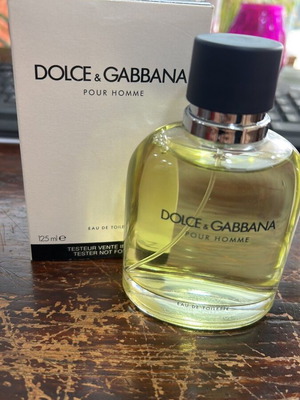 DOLCE & GABBANA
POUR HOMME
EAU DE TOILE
125 ml ℮
TESTEUR VENTE I
TESTER NOT FO
DOLCE & GABBANA
POUR HOMME
EAU DE TOILETTE